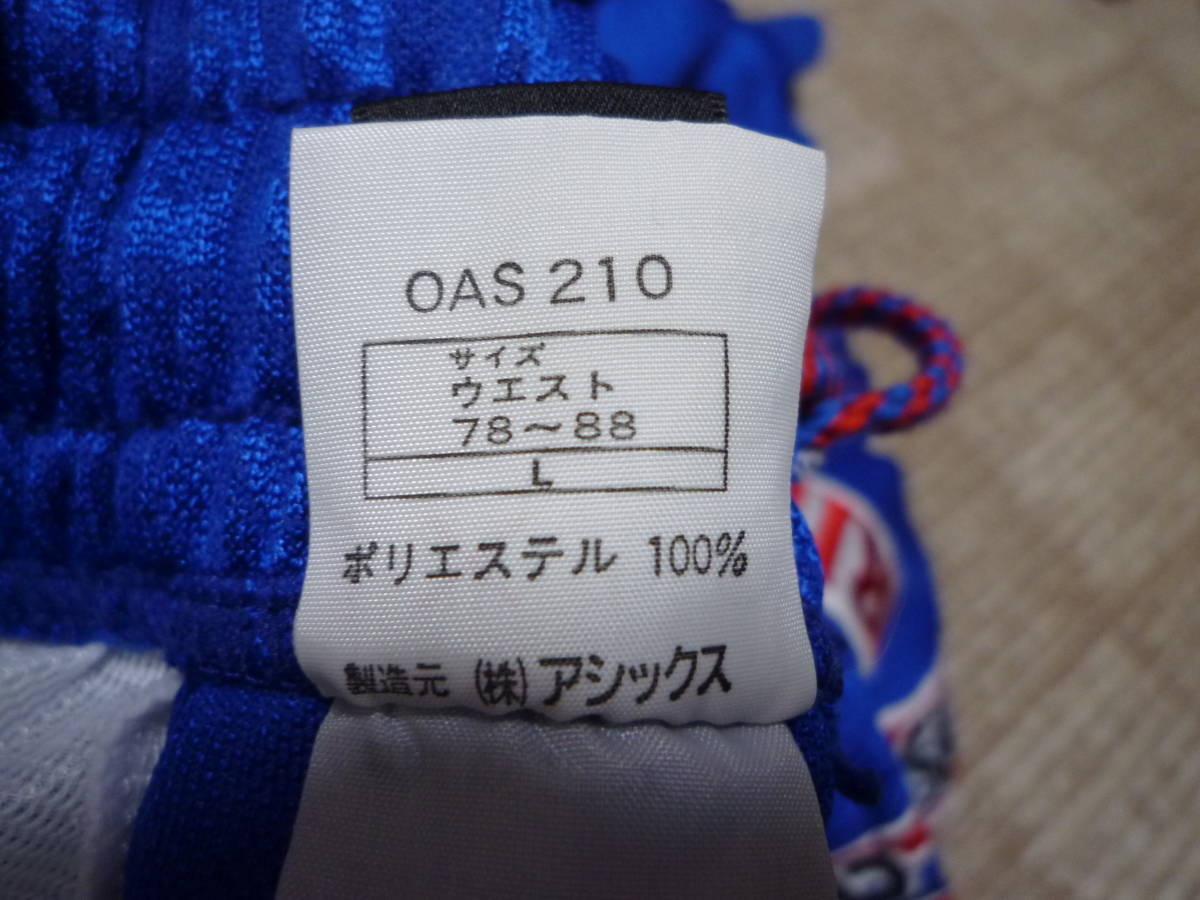 OAS 210
サイズ
ウエスト
78～88
L
ポリエステル 100%
製造元 (株)アシックス